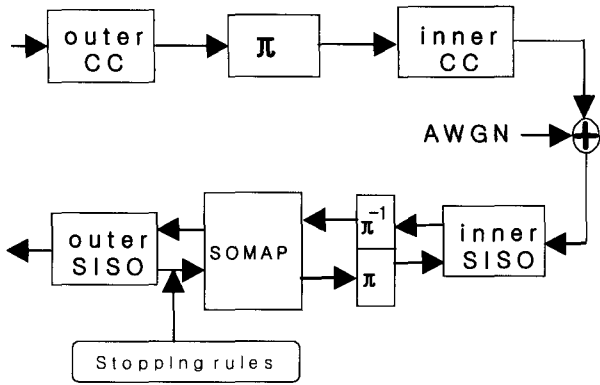 outer
CC
π
inner
CC
AWGN
outer
SISO
SOMAP
π-1
π
inner
SISO
Stopping rules